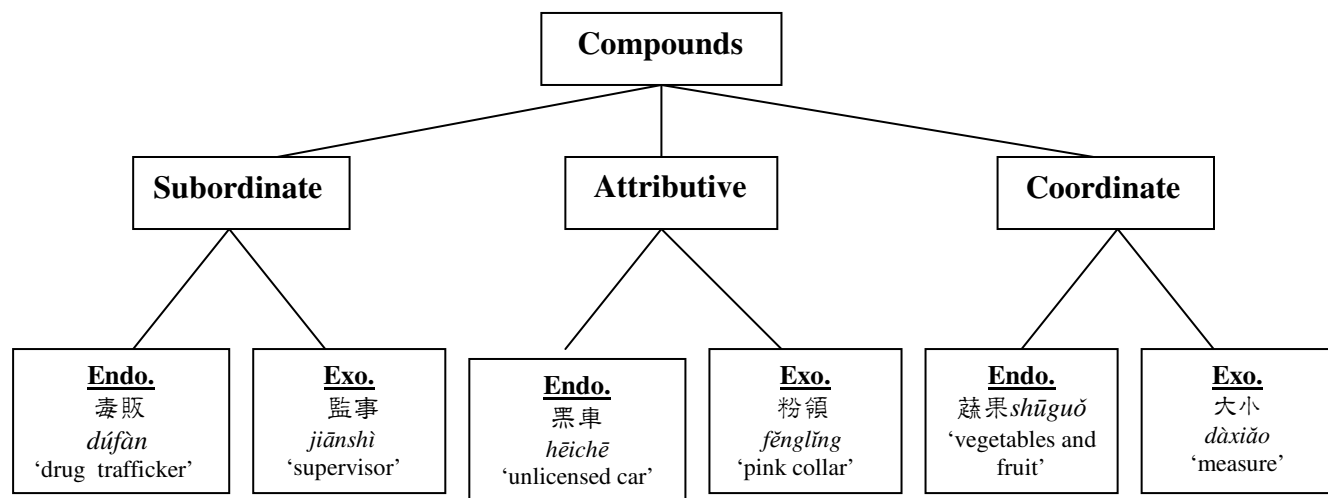 Compounds
Subordinate
Attributive
Coordinate
Endo.
毒販
dúfàn
‘drug trafficker’
Exo.
監事
jiānshì
‘supervisor’
Endo.
黑車
hēichē
‘unlicensed car’
Exo.
粉領
fěnglǐng
‘pink collar’
Endo.
蔬果shūguǒ
‘vegetables and
fruit’
Exo.
大小
dàxiǎo
‘measure’